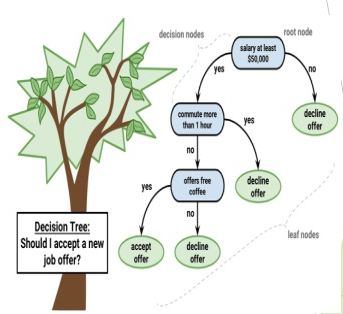 decision nodes
root node
salary at least
$50,000
yes
no
commute more
than 1 hour
yes
decline
offer
no
offers free
coffee
decline
offer
yes
no
leaf nodes
accept
offer
decline
offer
Decision Tree:
Should I accept a new
job offer?